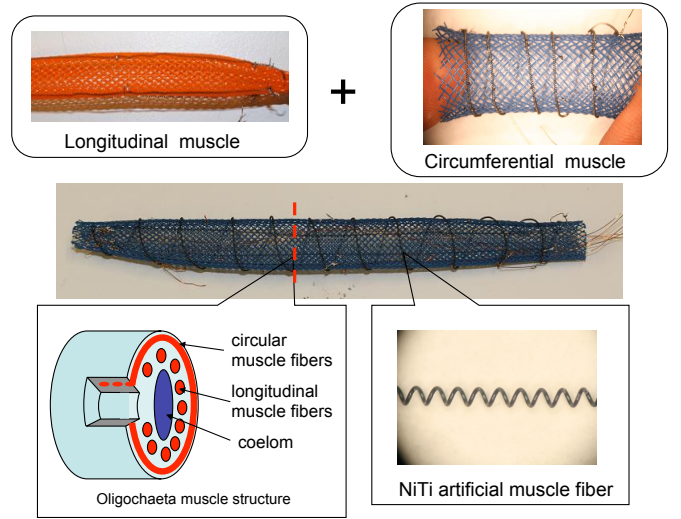 Longitudinal muscle
+
Circumferential muscle
circular
muscle fibers
longitudinal
muscle fibers
coelom
Oligochaeta muscle structure
NiTi artificial muscle fiber